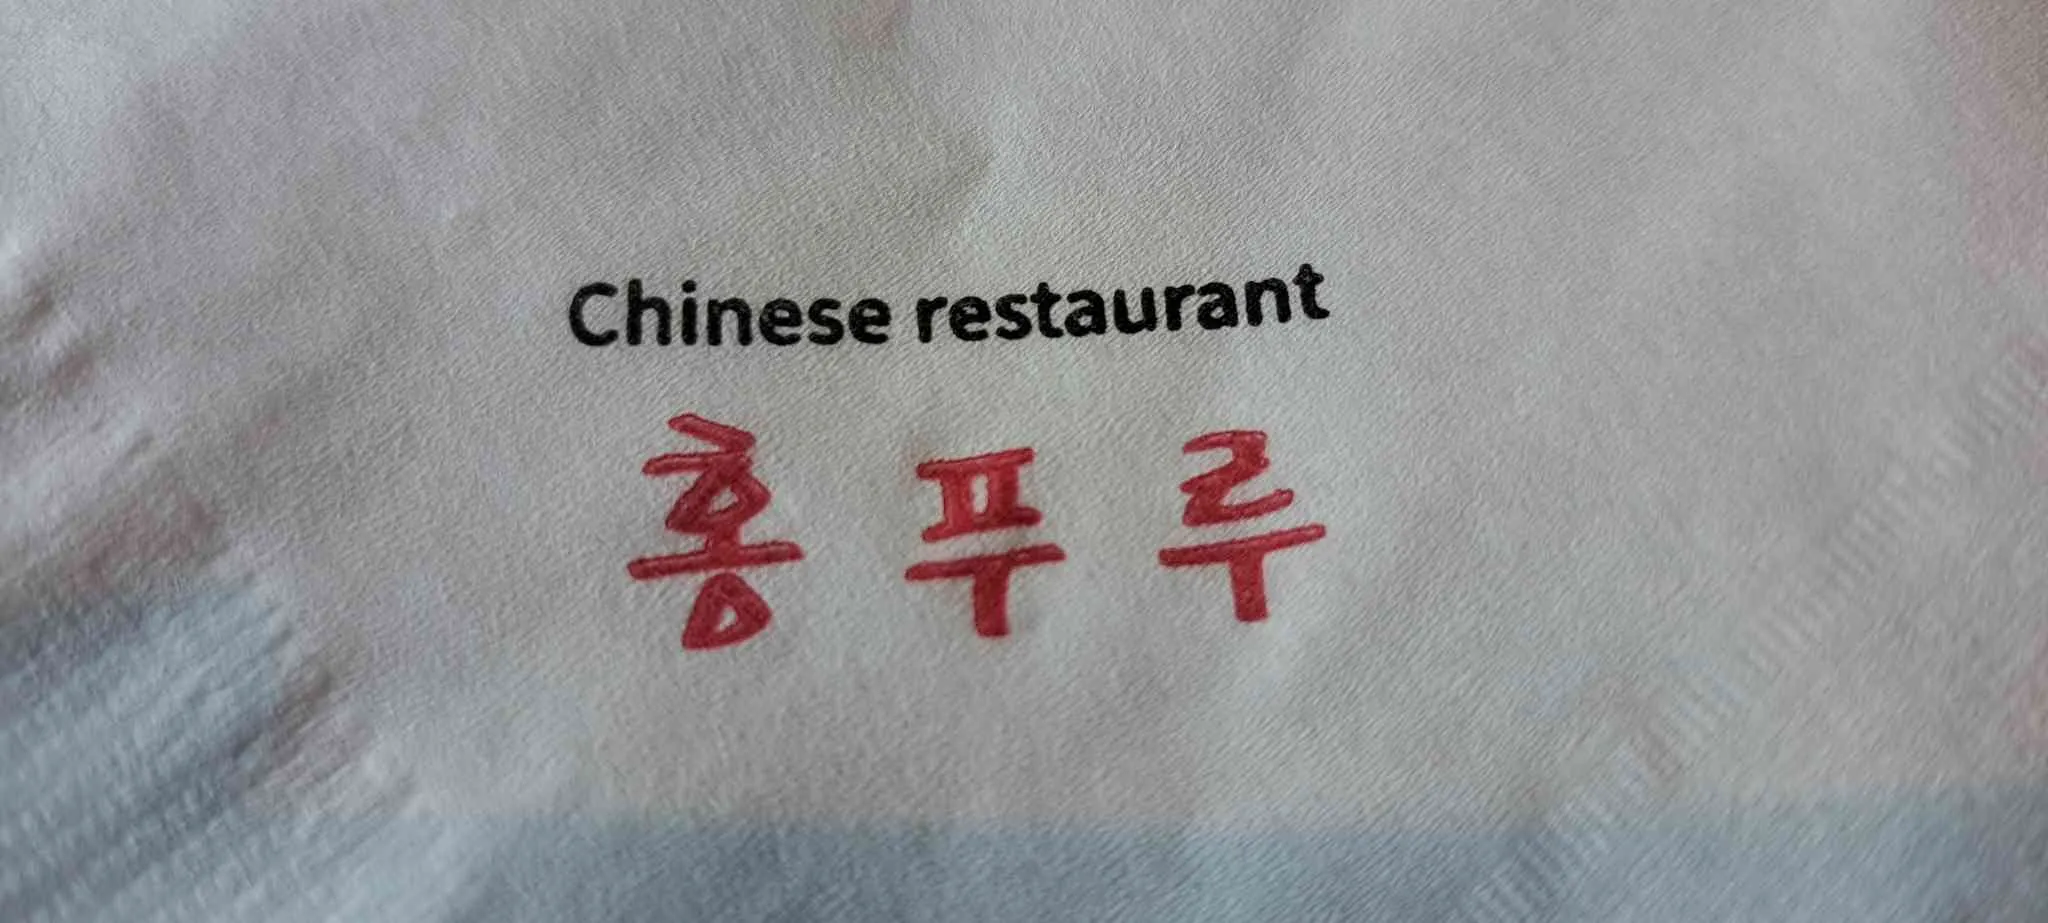 Chinese restaurant
홍푸루